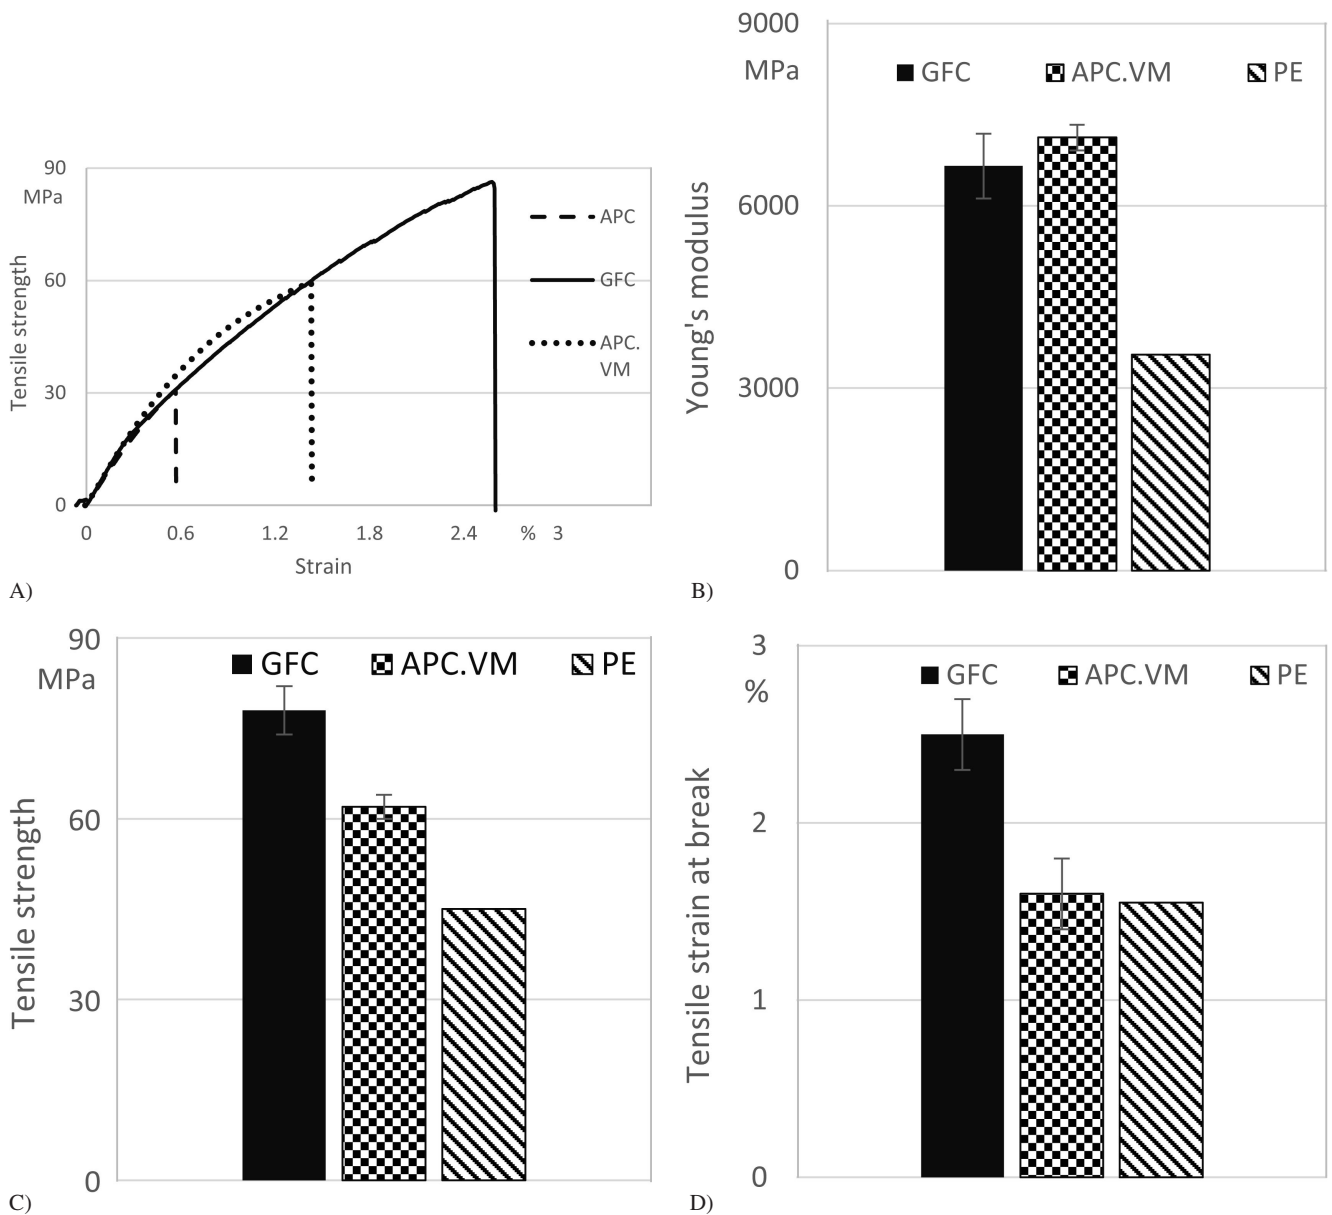 90
MPa
60
30
0
Tensile strength
APC
GFC
APC.
VM
0 0.6 1.2 1.8 2.4 % 3
Strain
A)
9000
MPa
6000
3000
0
Young's modulus
GFC APC.VM PE
B)
90
MPa
60
30
0
Tensile strength
GFC APC.VM PE
C)
3
%
2
1
0
Tensile strain at break
GFC APC.VM PE
D)